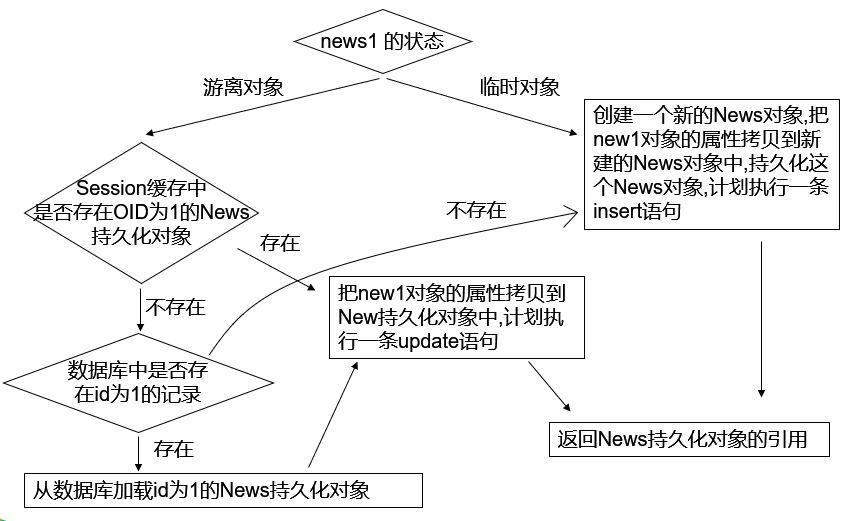 news1 的状态
游离对象
临时对象
创建一个新的News对象,把
new1对象的属性拷贝到新
建的News对象中,持久化这
个News对象,计划执行一条
insert语句
Session缓存中
是否存在OID为1的News
持久化对象
不存在
存在
不存在
把new1对象的属性拷贝到
New持久化对象中,计划执
行一条update语句
数据库中是否存
在id为1的记录
存在
返回News持久化对象的引用
从数据库加载id为1的News持久化对象